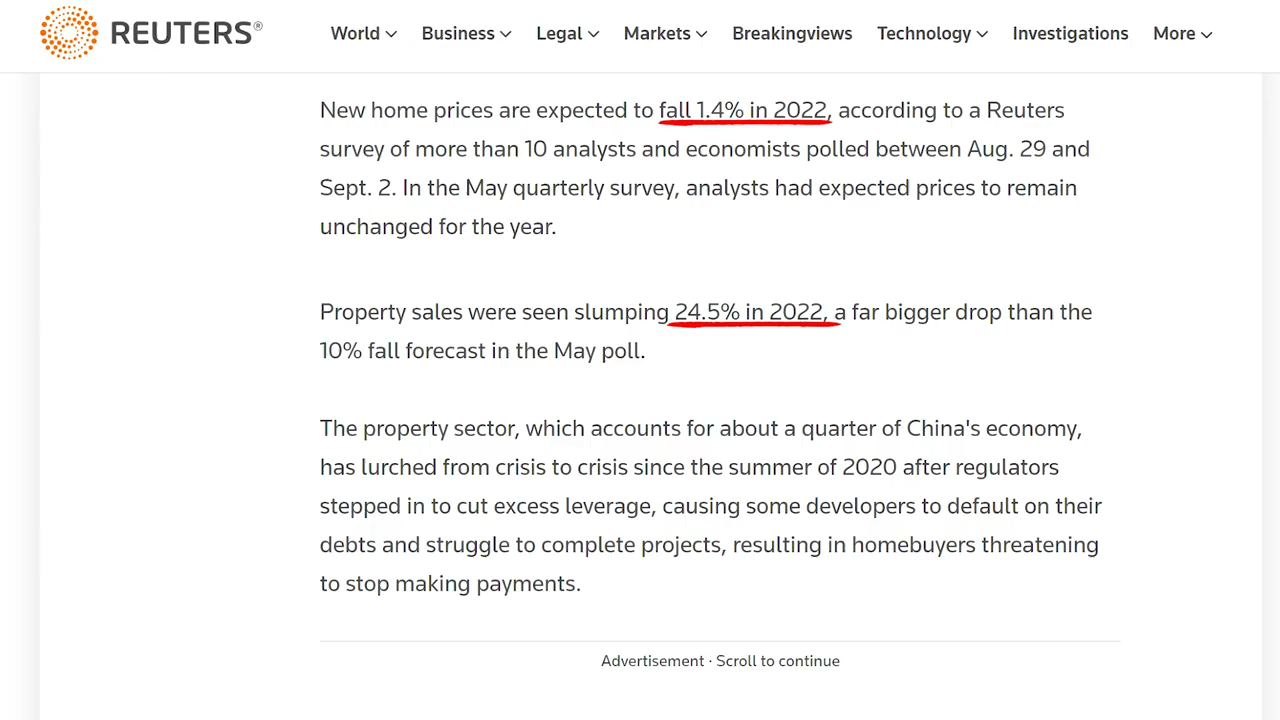 REUTERS®
World Business Legal Markets Breakingviews Technology Investigations More
New home prices are expected to fall 1.4% in 2022, according to a Reuters
survey of more than 10 analysts and economists polled between Aug. 29 and
Sept. 2. In the May quarterly survey, analysts had expected prices to remain
unchanged for the year.
Property sales were seen slumping 24.5% in 2022, a far bigger drop than the
10% fall forecast in the May poll.
The property sector, which accounts for about a quarter of China's economy,
has lurched from crisis to crisis since the summer of 2020 after regulators
stepped in to cut excess leverage, causing some developers to default on their
debts and struggle to complete projects, resulting in homebuyers threatening
to stop making payments.
Advertisement · Scroll to continue